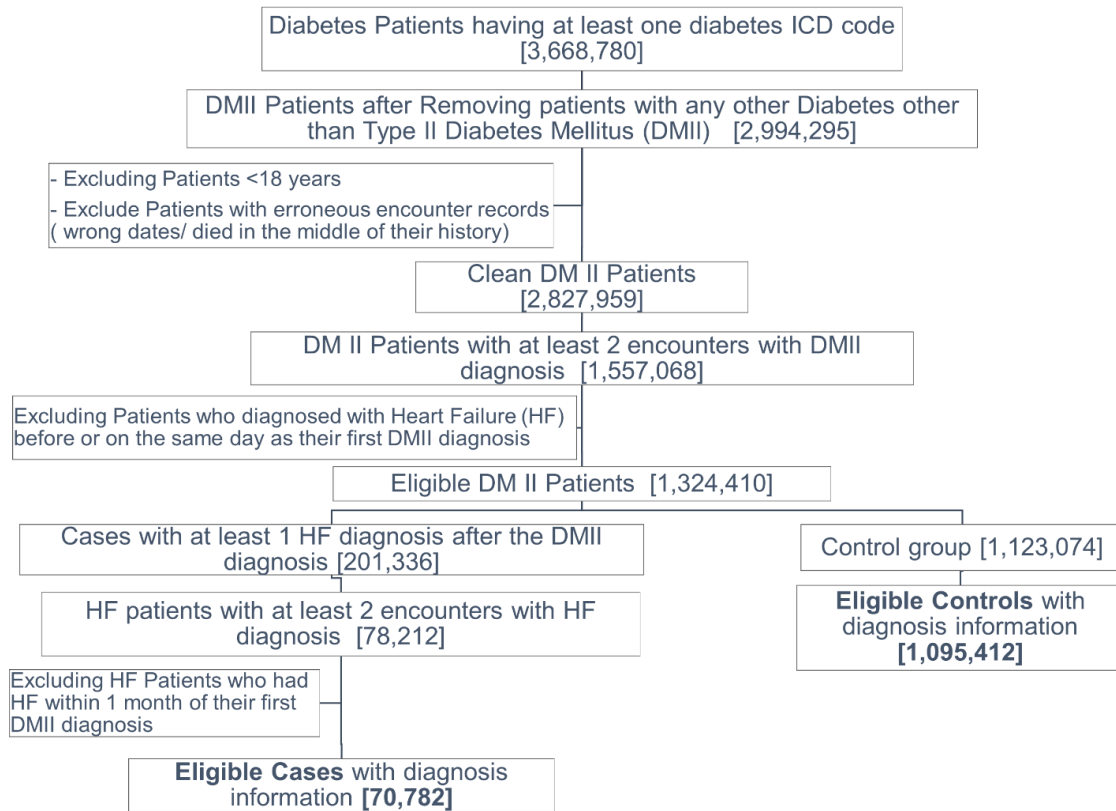 Diabetes Patients having at least one diabetes ICD code
[3,668,780]
DMII Patients after Removing patients with any other Diabetes other
than Type II Diabetes Mellitus (DMII) [2,994,295]
- Excluding Patients <18 years
- Exclude Patients with erroneous encounter records
( wrong dates/ died in the middle of their history)
Clean DM II Patients
[2,827,959]
DM II Patients with at least 2 encounters with DMII
diagnosis [1,557,068]
Excluding Patients who diagnosed with Heart Failure (HF)
before or on the same day as their first DMII diagnosis
Eligible DM II Patients [1,324,410]
Cases with at least 1 HF diagnosis after the DMII
diagnosis [201,336]
HF patients with at least 2 encounters with HF
diagnosis [78,212]
Excluding HF Patients who had
HF within 1 month of their first
DMII diagnosis
Eligible Cases with diagnosis
information [70,782]
Control group [1,123,074]
Eligible Controls with
diagnosis information
[1,095,412]